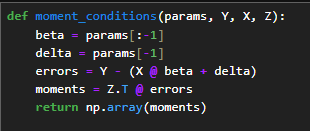 def moment_conditions(params, Y, X, Z):
    beta = params[:-1]
    delta = params[-1]
    errors = Y - (X @ beta + delta)
    moments = Z.T @ errors
    return np.array(moments)